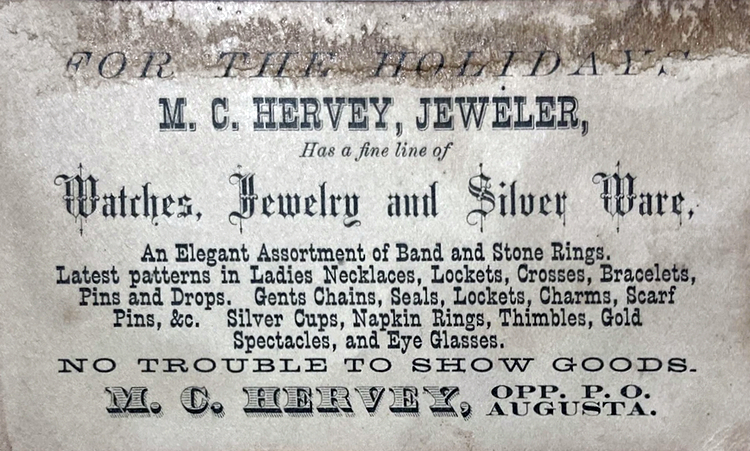 FOR THE HOLIDAYS
M. C. HERVEY, JEWELER,
Has a fine line of
Watches, Jewelry and Silver Ware,
An Elegant Assortment of Band and Stone Rings.
Latest patterns in Ladies Necklaces, Lockets, Crosses, Bracelets,
Pins and Drops. Gents Chains, Seals, Lockets, Charms, Scarf
Pins, &c. Silver Cups, Napkin Rings, Thimbles, Gold
Spectacles, and Eye Glasses.
NO TROUBLE TO SHOW GOODS.
M. C. HERVEY, OPP. P. O.
AUGUSTA.